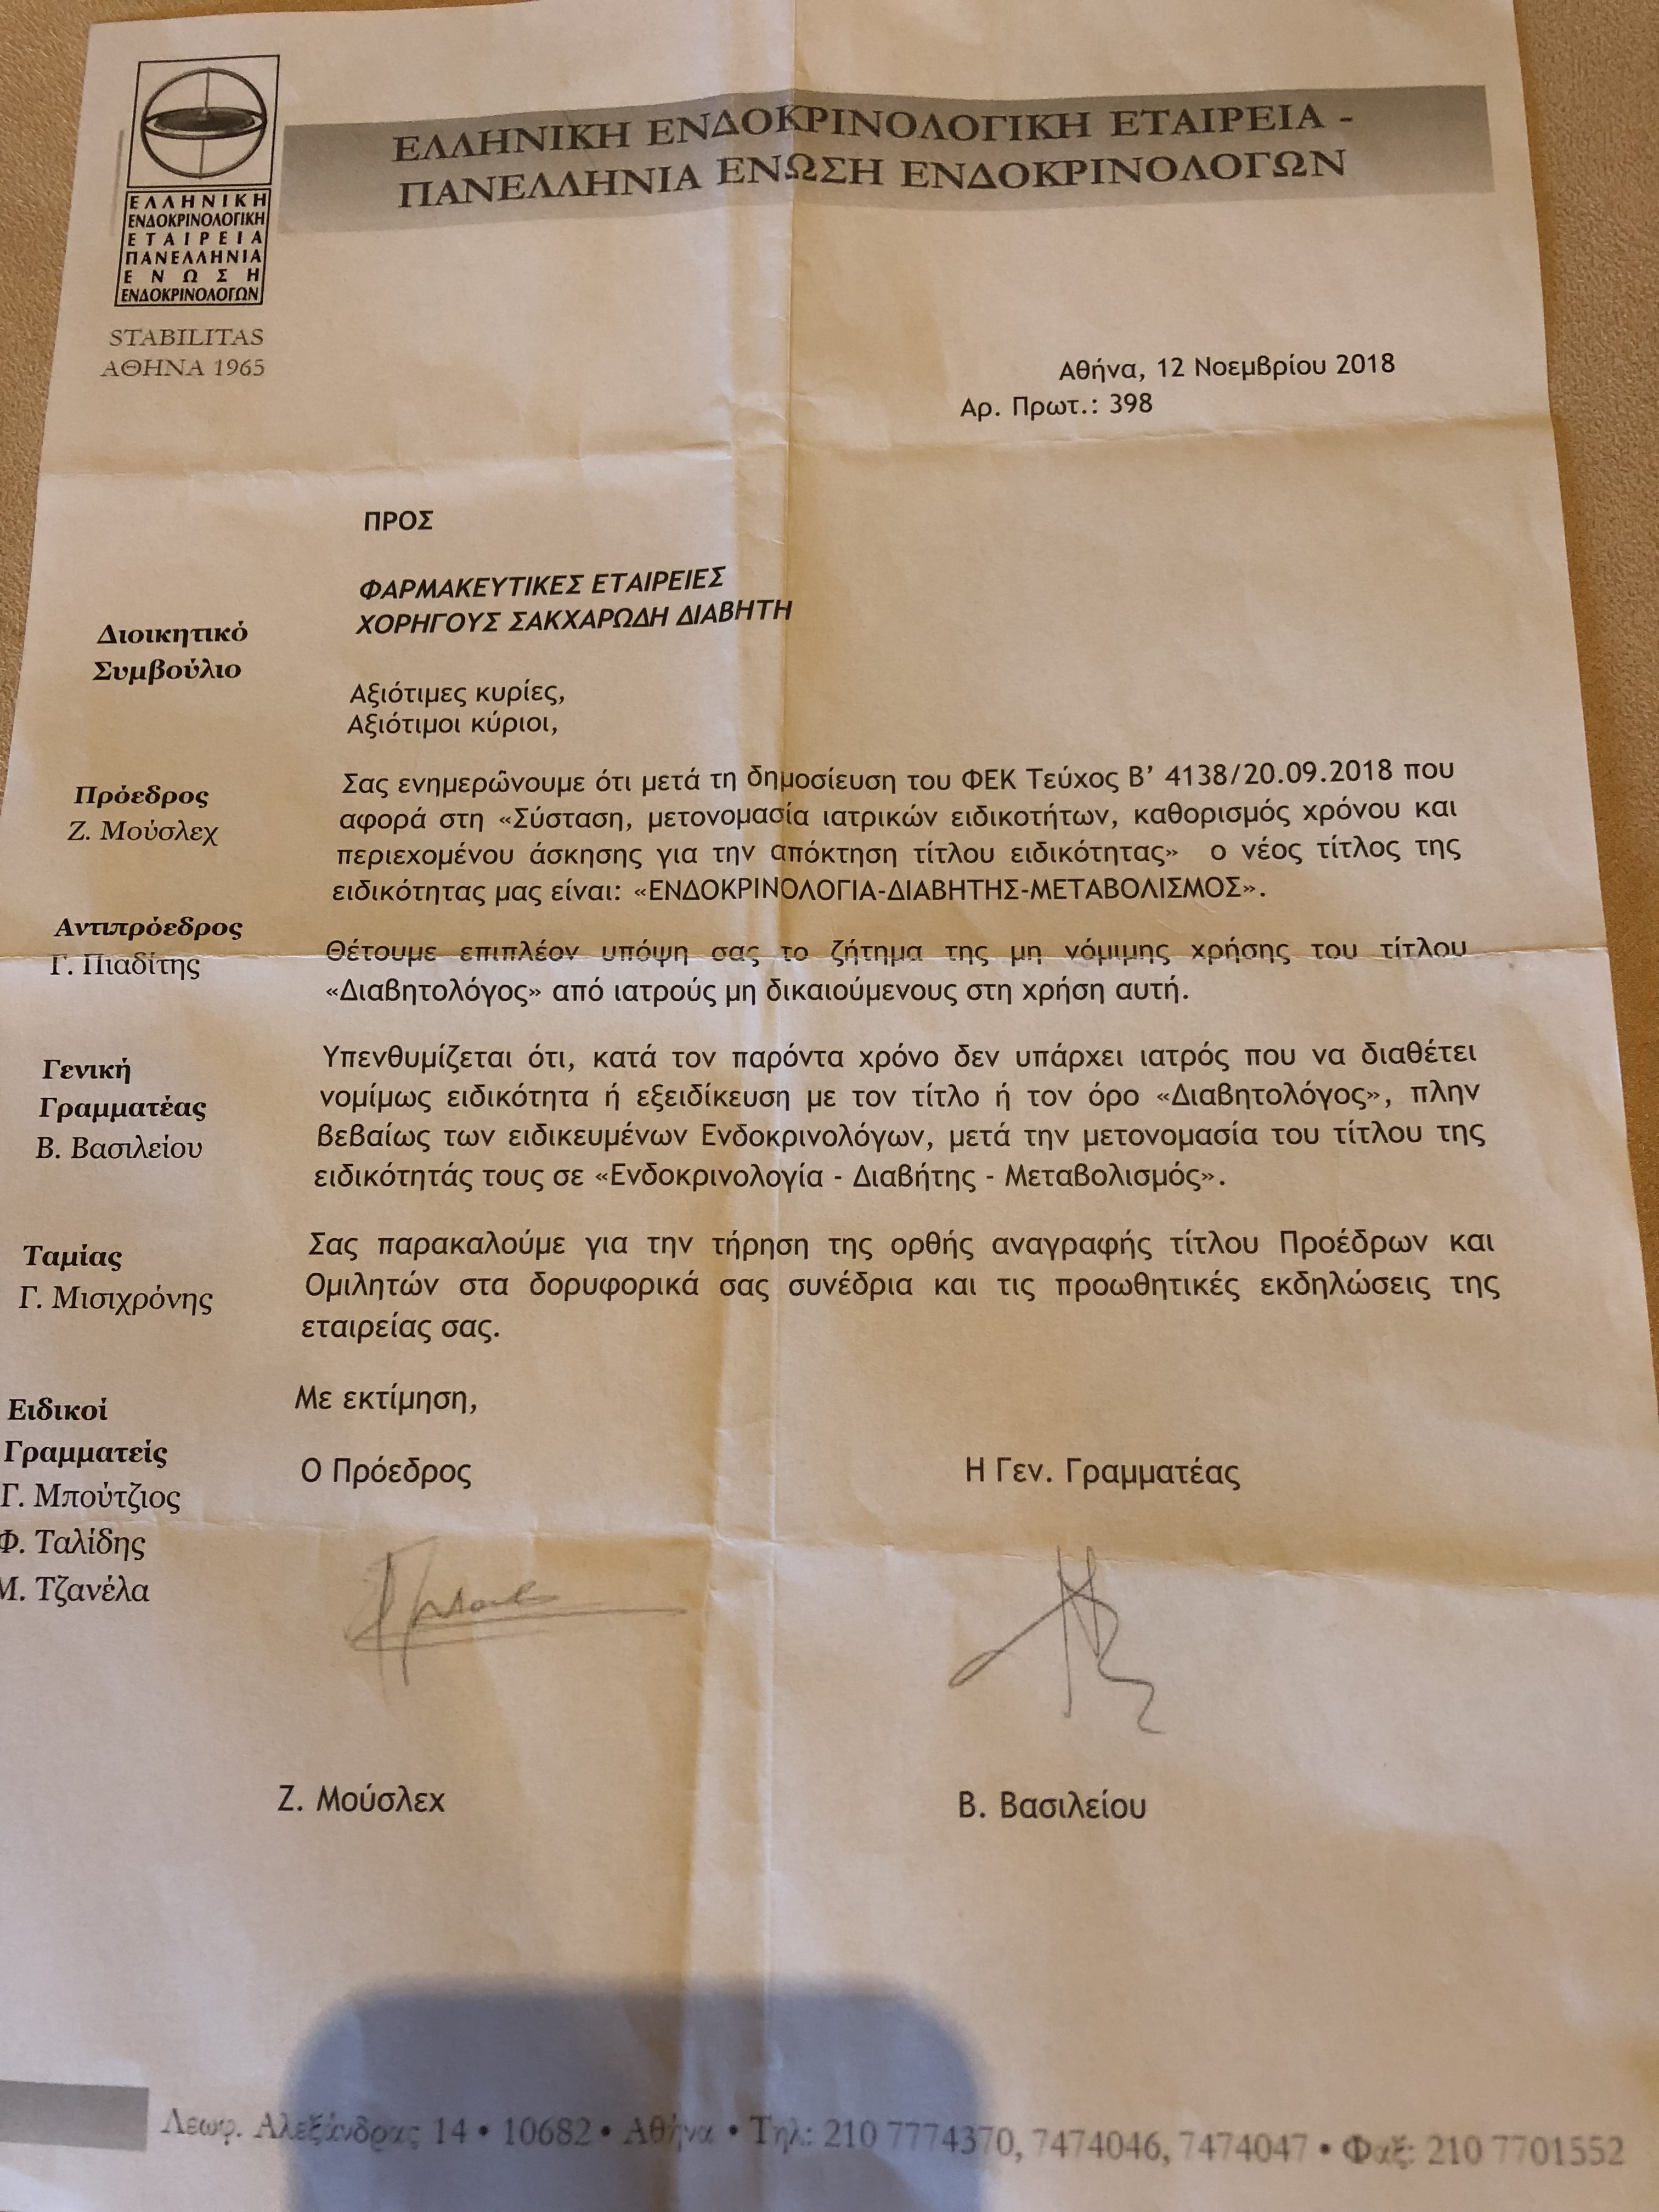 ΕΛΛΗΝΙΚΗ
ΕΝΔΟΚΡΙΝΟΛΟΓΙΚΗ
ΕΤΑΙΡΕΙΑ
ΠΑΝΕΛΛΗΝΙΑ
ΕΝΩΣΗ
ΕΝΔΟΚΡΙΝΟΛΟΓΩΝ
STABILITAS
ΑΘΗΝΑ 1965
ΕΛΛΗΝΙΚΗ ΕΝΔΟΚΡΙΝΟΛΟΓΙΚΗ ΕΤΑΙΡΕΙΑ -
ΠΑΝΕΛΛΗΝΙΑ ΕΝΩΣΗ ΕΝΔΟΚΡΙΝΟΛΟΓΩΝ
Αθήνα, 12 Νοεμβρίου 2018
Αρ. Πρωτ.: 398
Διοικητικό
Συμβούλιο
Πρόεδρος
Ζ. Μούσλεχ
Αντιπρόεδρος
Γ. Πιαδίτης
Γενική
Γραμματέας
Β. Βασιλείου
Ταμίας
Γ. Μισιχρόνης
Ειδικοί
Γραμματείς
Γ. Μπούτζιος
Φ. Ταλίδης
Μ. Τζανέλα
ΠΡΟΣ
ΦΑΡΜΑΚΕΥΤΙΚΕΣ ΕΤΑΙΡΕΙΕΣ
ΧΟΡΗΓΟΥΣ ΣΑΚΧΑΡΩΔΗ ΔΙΑΒΗΤΗ
Αξιότιμες κυρίες,
Αξιότιμοι κύριοι,
Σας ενημερώνουμε ότι μετά τη δημοσίευση του ΦΕΚ Τεύχος Β’ 4138/20.09.2018 που
αφορά στη «Σύσταση, μετονομασία ιατρικών ειδικοτήτων, καθορισμός χρόνου και
περιεχομένου άσκησης για την απόκτηση τίτλου ειδικότητας» ο νέος τίτλος της
ειδικότητας μας είναι: «ΕΝΔΟΚΡΙΝΟΛΟΓΙΑ-ΔΙΑΒΗΤΗΣ-ΜΕΤΑΒΟΛΙΣΜΟΣ».
Θέτουμε επιπλέον υπόψη σας το ζήτημα της μη νόμιμης χρήσης του τίτλου
«Διαβητολόγος» από ιατρούς μη δικαιούμενους στη χρήση αυτή.
Υπενθυμίζεται ότι, κατά τον παρόντα χρόνο δεν υπάρχει ιατρός που να διαθέτει
νομίμως ειδικότητα ή εξειδίκευση με τον τίτλο ή τον όρο «Διαβητολόγος», πλην
βεβαίως των ειδικευμένων Ενδοκρινολόγων, μετά την μετονομασία του τίτλου της
ειδικότητάς τους σε «Ενδοκρινολογία - Διαβήτης - Μεταβολισμός».
Σας παρακαλούμε για την τήρηση της ορθής αναγραφής τίτλου Προέδρων και
Ομιλητών στα δορυφορικά σας συνέδρια και τις προωθητικές εκδηλώσεις της
εταιρείας σας.
Με εκτίμηση,
Ο Πρόεδρος
Η Γεν. Γραμματέας
Ζ. Μούσλεχ
Β. Βασιλείου
Λεωφ. Αλεξάνδρας 14 • 10682 • Αθήνα • Τηλ: 210 7774370, 7474046, 7474047 • Φαξ: 210 7701552